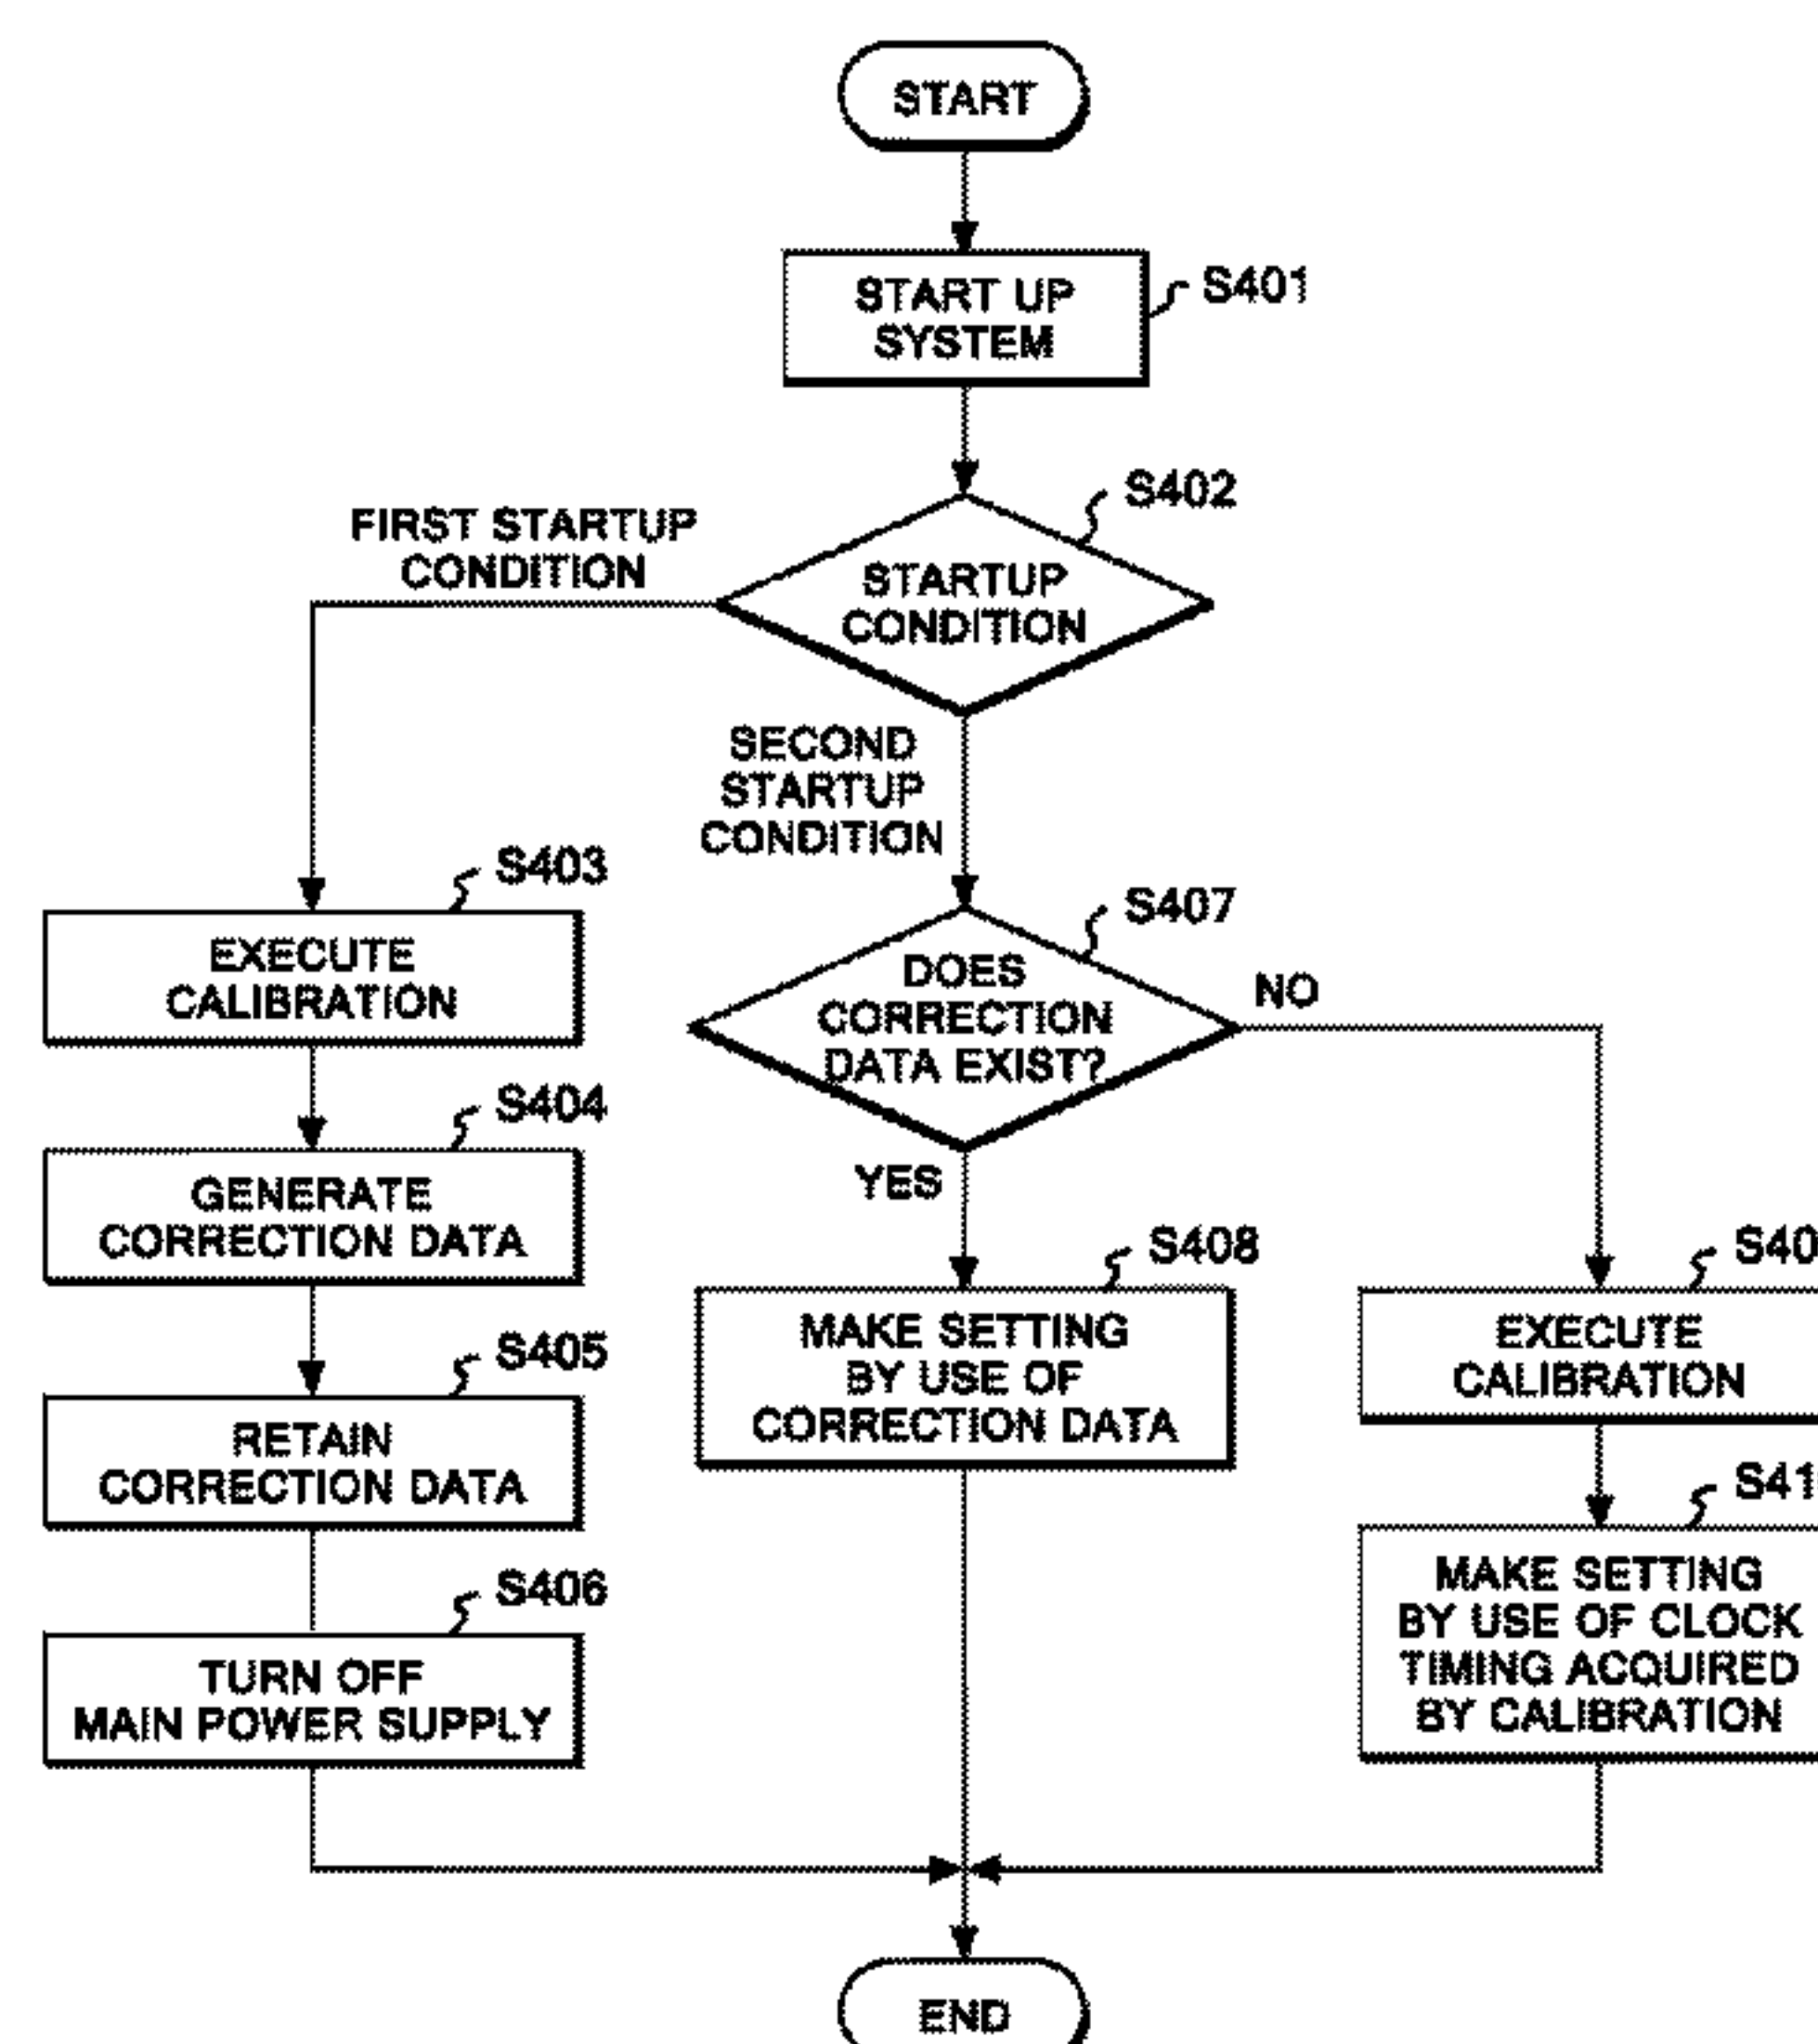 START
START UP
SYSTEM
S401
STARTUP
CONDITION
S402
FIRST STARTUP
CONDITION
SECOND
STARTUP
CONDITION
S403
EXECUTE
CALIBRATION
S404
GENERATE
CORRECTION DATA
S405
RETAIN
CORRECTION DATA
S406
TURN OFF
MAIN POWER SUPPLY
S407
DOES
CORRECTION
DATA EXIST?
NO
YES
S408
MAKE SETTING
BY USE OF
CORRECTION DATA
EXECUTE
CALIBRATION
MAKE SETTING
BY USE OF CLOCK
TIMING ACQUIRED
BY CALIBRATION
END